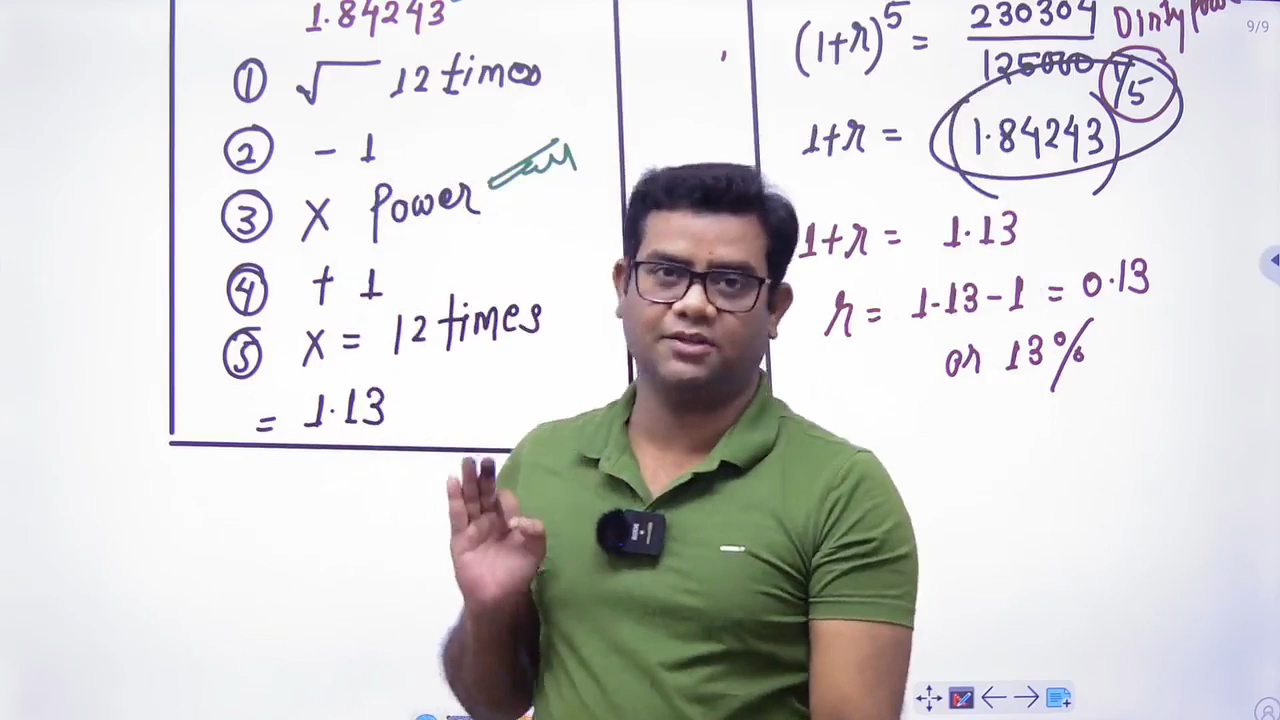 1.84243
① √ 12 times
② - 1
③ X Power
④ + 1
⑤ X = 12 times
= 1.13
(1+r)⁵ = 230304
125000
1+r = (1.84243)^1/5
1+r = 1.13
r = 1.13-1 = 0.13
or 13%
9/9